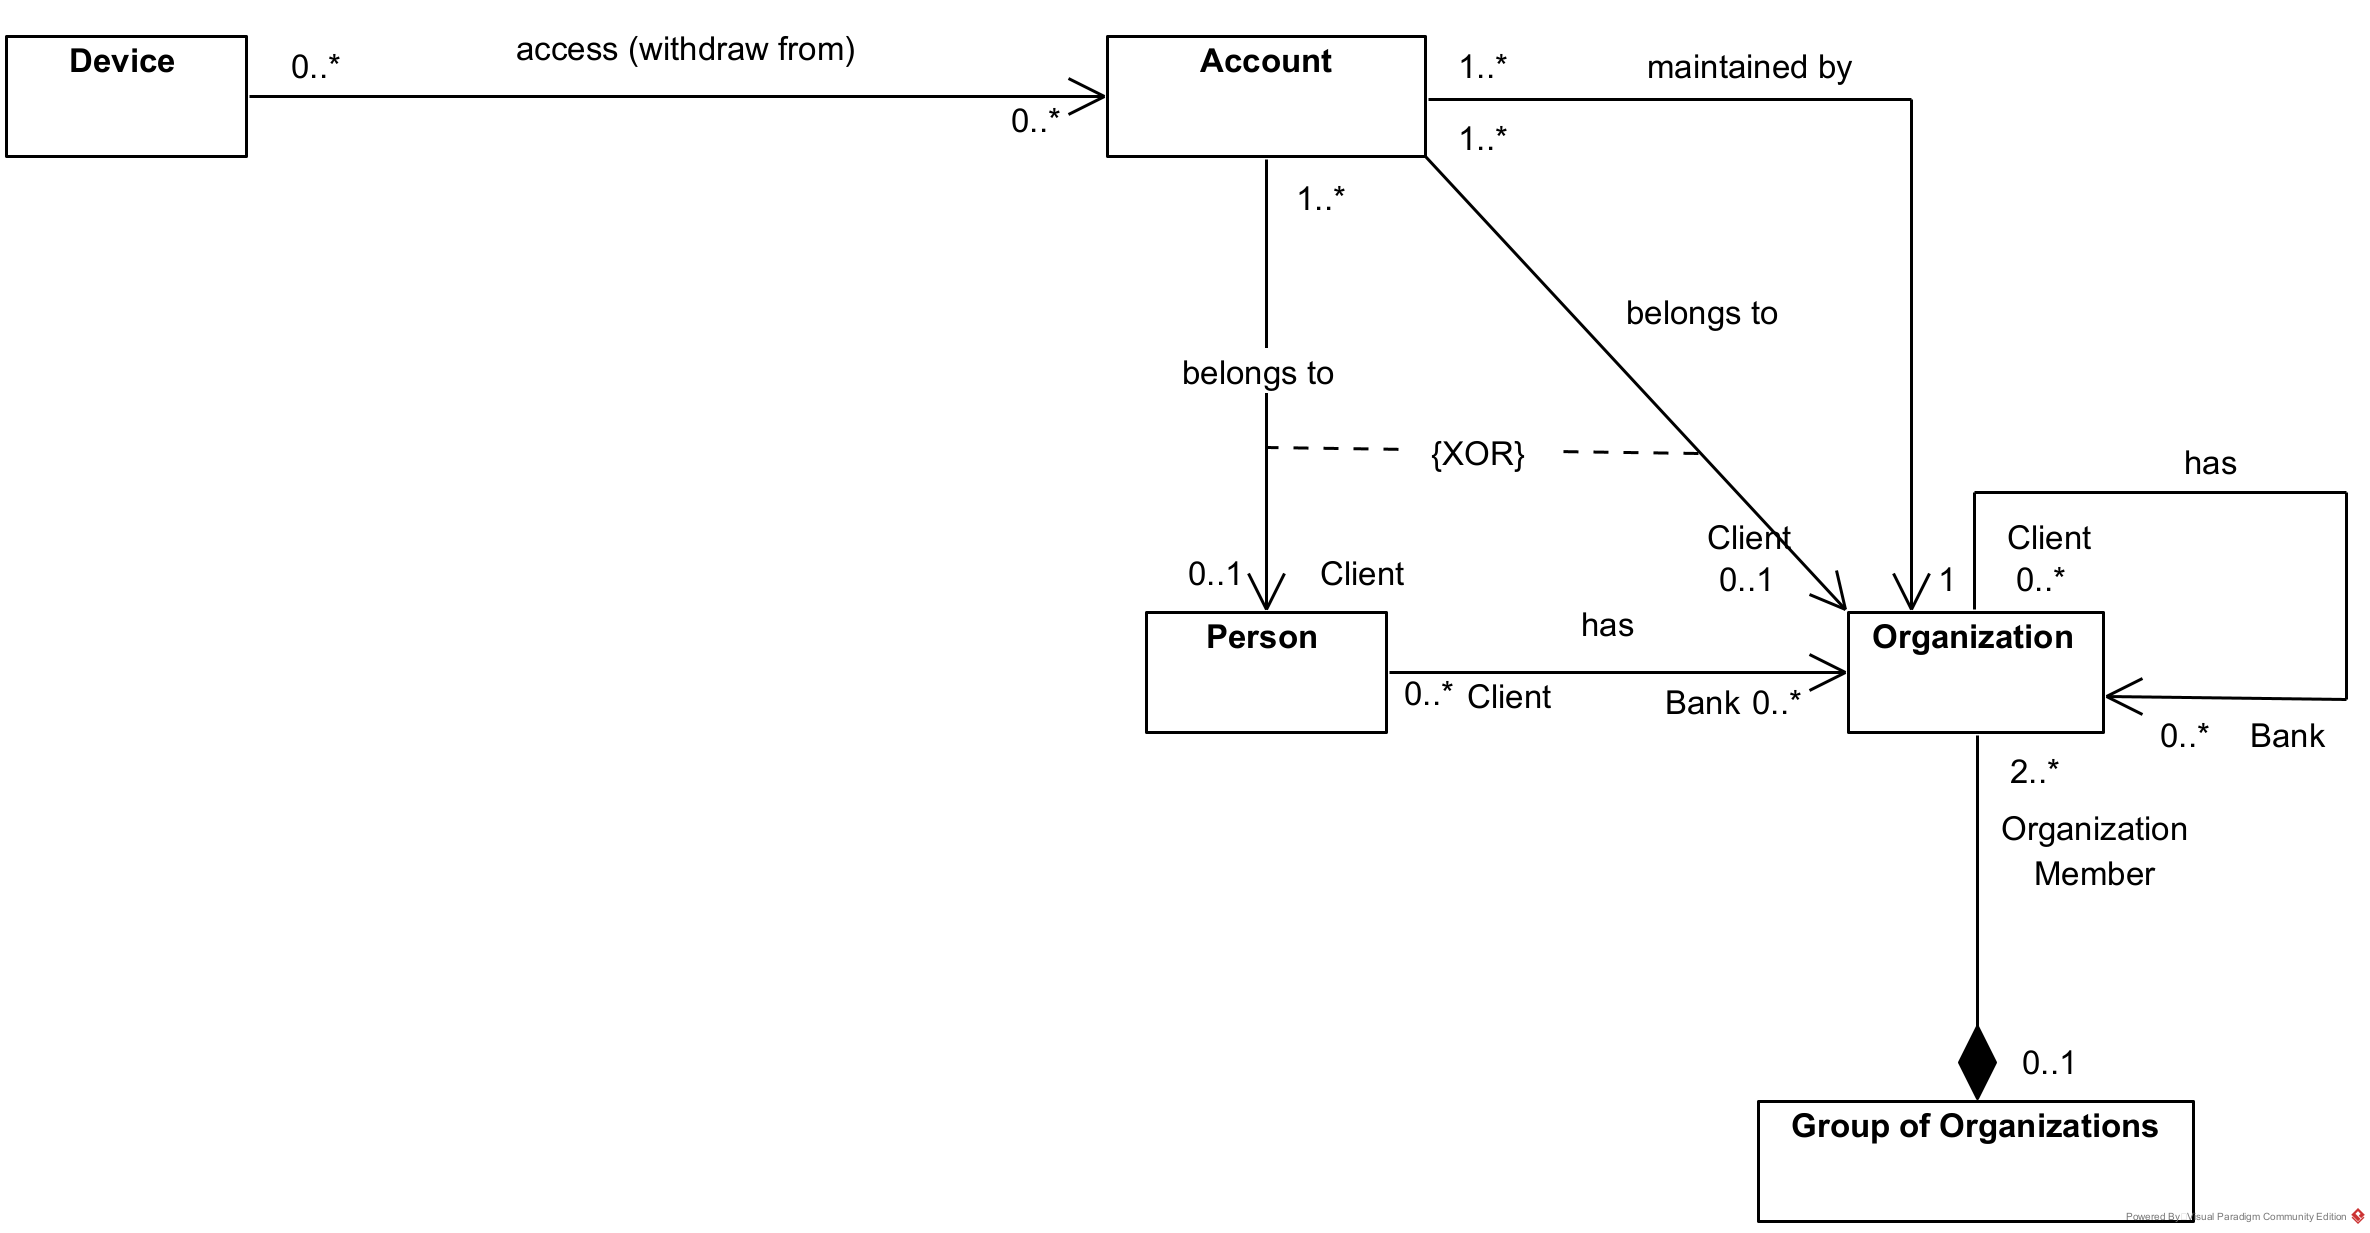 Device
0..*
access (withdraw from)
0..*
Account
1..*
maintained by
1..*
1..*
belongs to
belongs to
{XOR}
has
Client
0..1
Client
0..1
1
Client
0..*
Person
has
Organization
0..*
Client
Bank 0..*
0..*
Bank
2..*
Organization
Member
0..1
Group of Organizations
Powered By: Visual Paradigm Community Edition